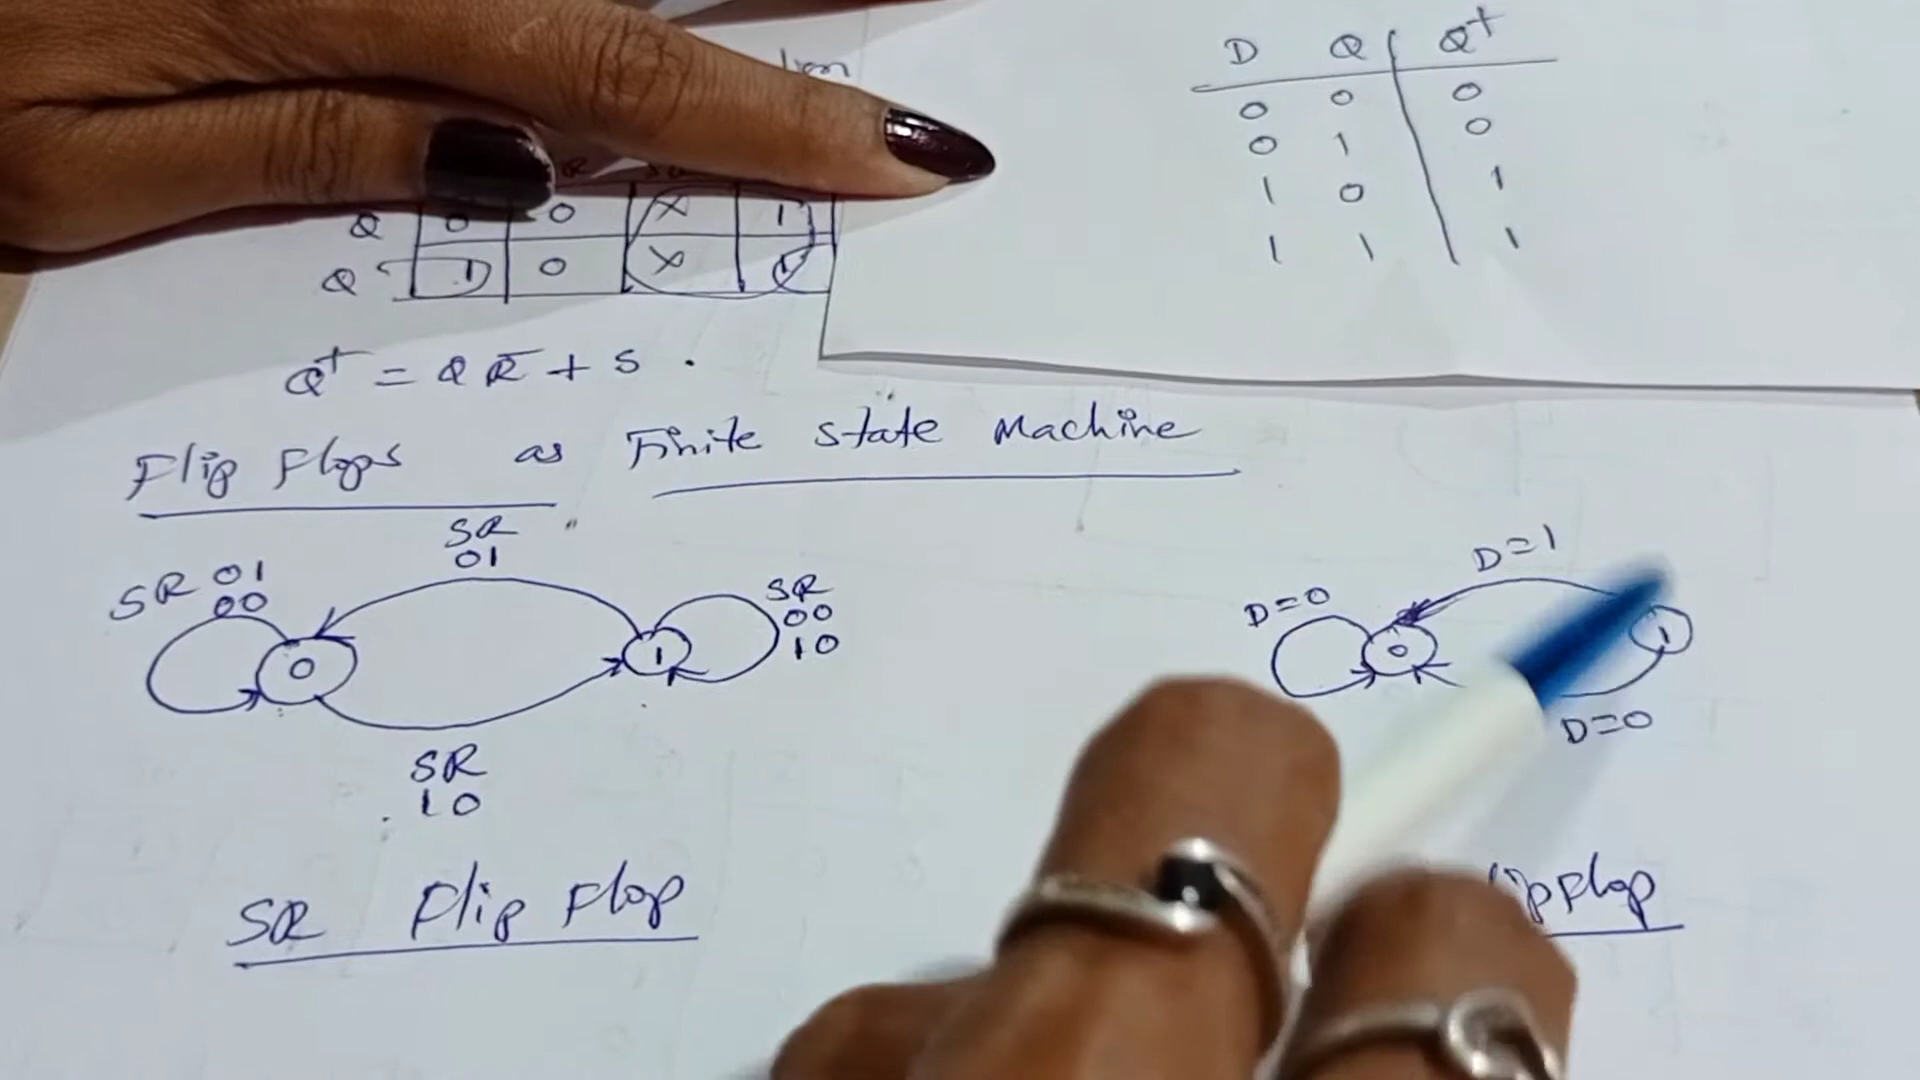 D Q Q+
0 0 0
0 1 0
1 0 1
1 1 1
Q 0 0 X 1
Q 1 0 X 1
Q+ = Q R̅ + S .
Flip Flops as Finite state Machine
SR
01
SR 01
00
SR
00
10
0
1
SR
10
SR Flip Flop
D=1
D=0
0
1
D=0